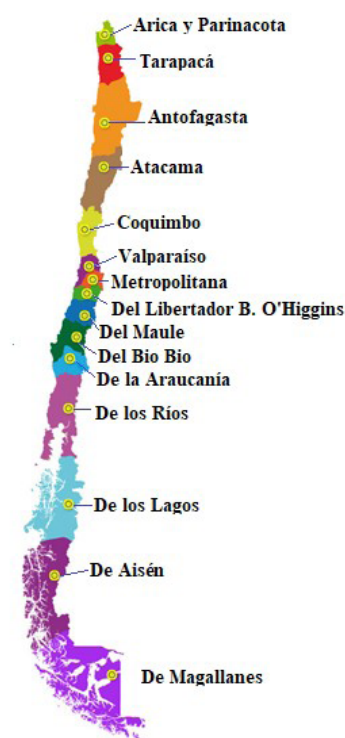 Arica y Parinacota
Tarapacá
Antofagasta
Atacama
Coquimbo
Valparaíso
Metropolitana
Del Libertador B. O'Higgins
Del Maule
Del Bio Bio
De la Araucanía
De los Ríos
De los Lagos
De Aisén
De Magallanes